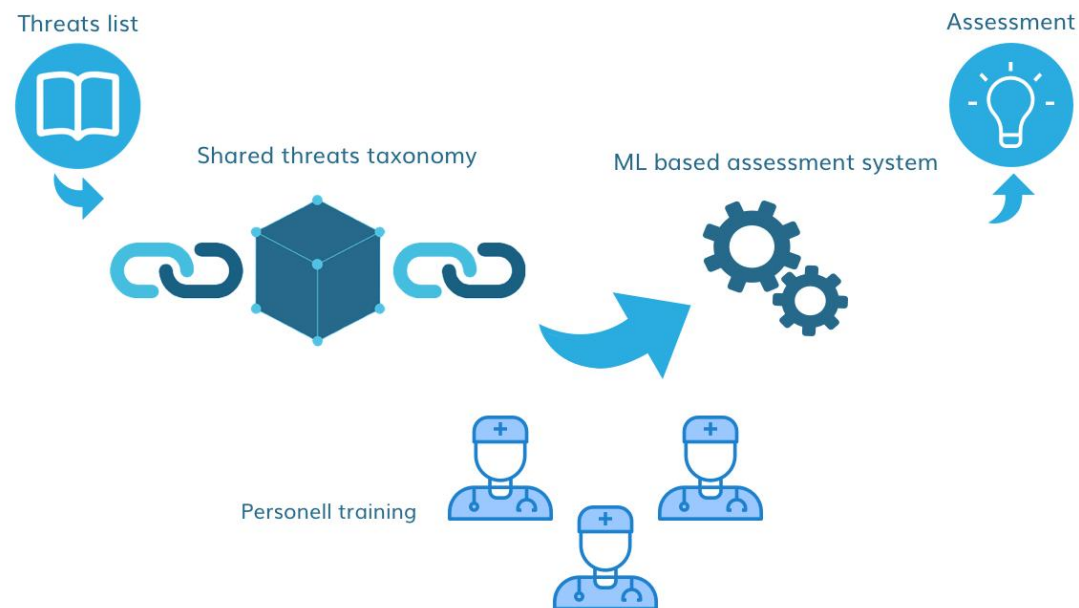 Threats list
Assessment
Shared threats taxonomy
ML based assessment system
Personell training